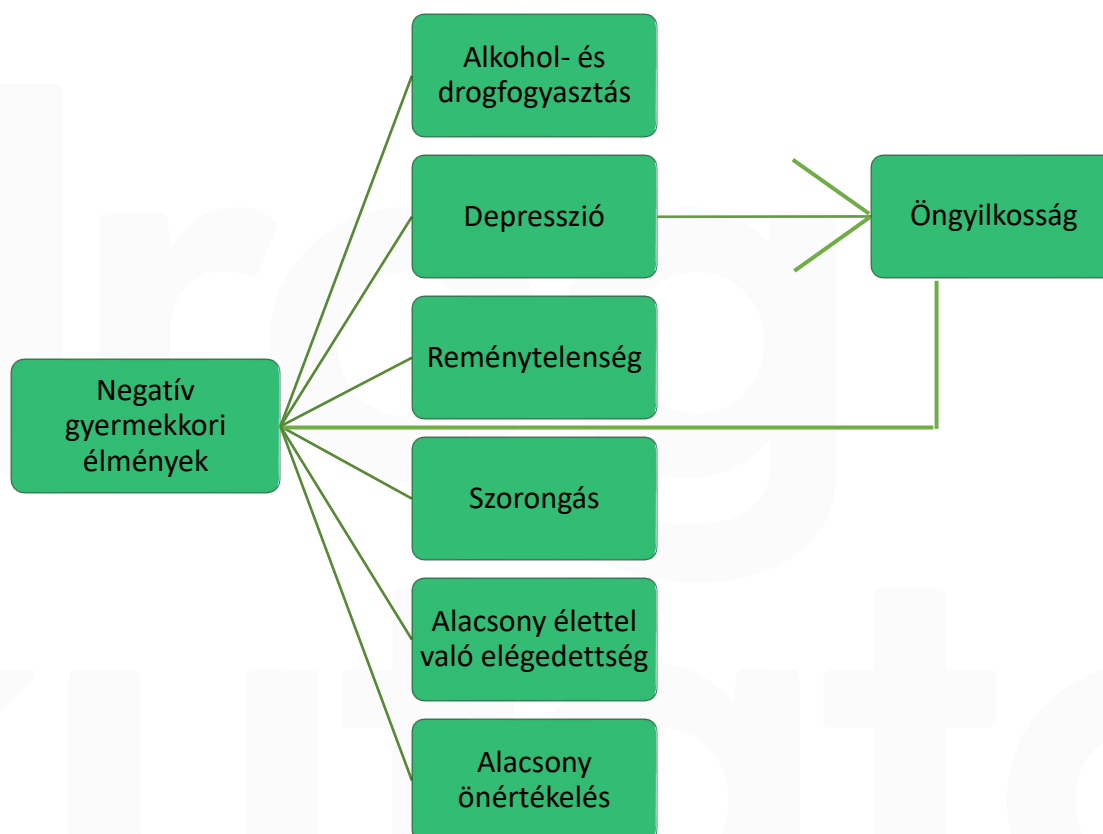 Alkohol- és
drogfogyasztás
Depresszió
Öngyilkosság
Reménytelenség
Negatív
gyermekkori
élmények
Szorongás
Alacsony élettel
való elégedettség
Alacsony
önértékelés